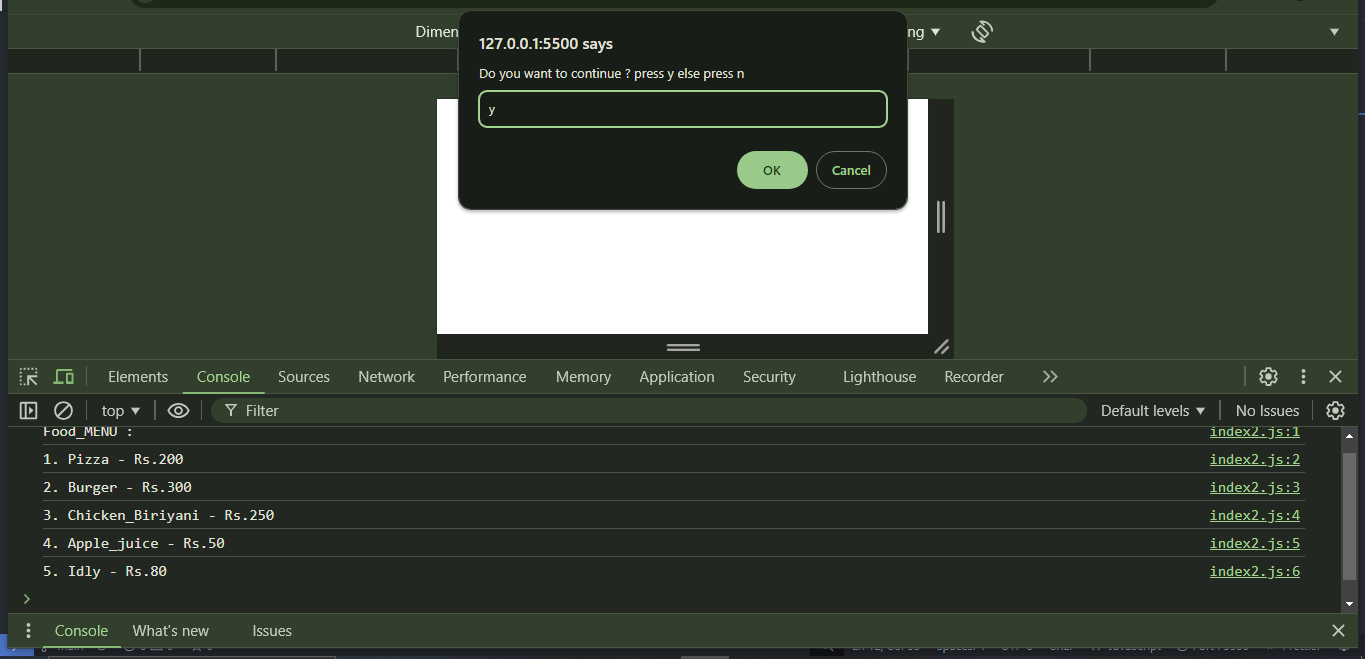 Dimen
ng
127.0.0.1:5500 says
Do you want to continue ? press y else press n
y
OK Cancel
Elements Console Sources Network Performance Memory Application Security Lighthouse Recorder
top Filter Default levels No Issues
Food_MENU : index2.js:1
1. Pizza - Rs.200 index2.js:2
2. Burger - Rs.300 index2.js:3
3. Chicken_Biriyani - Rs.250 index2.js:4
4. Apple_juice - Rs.50 index2.js:5
5. Idly - Rs.80 index2.js:6
Console What's new Issues